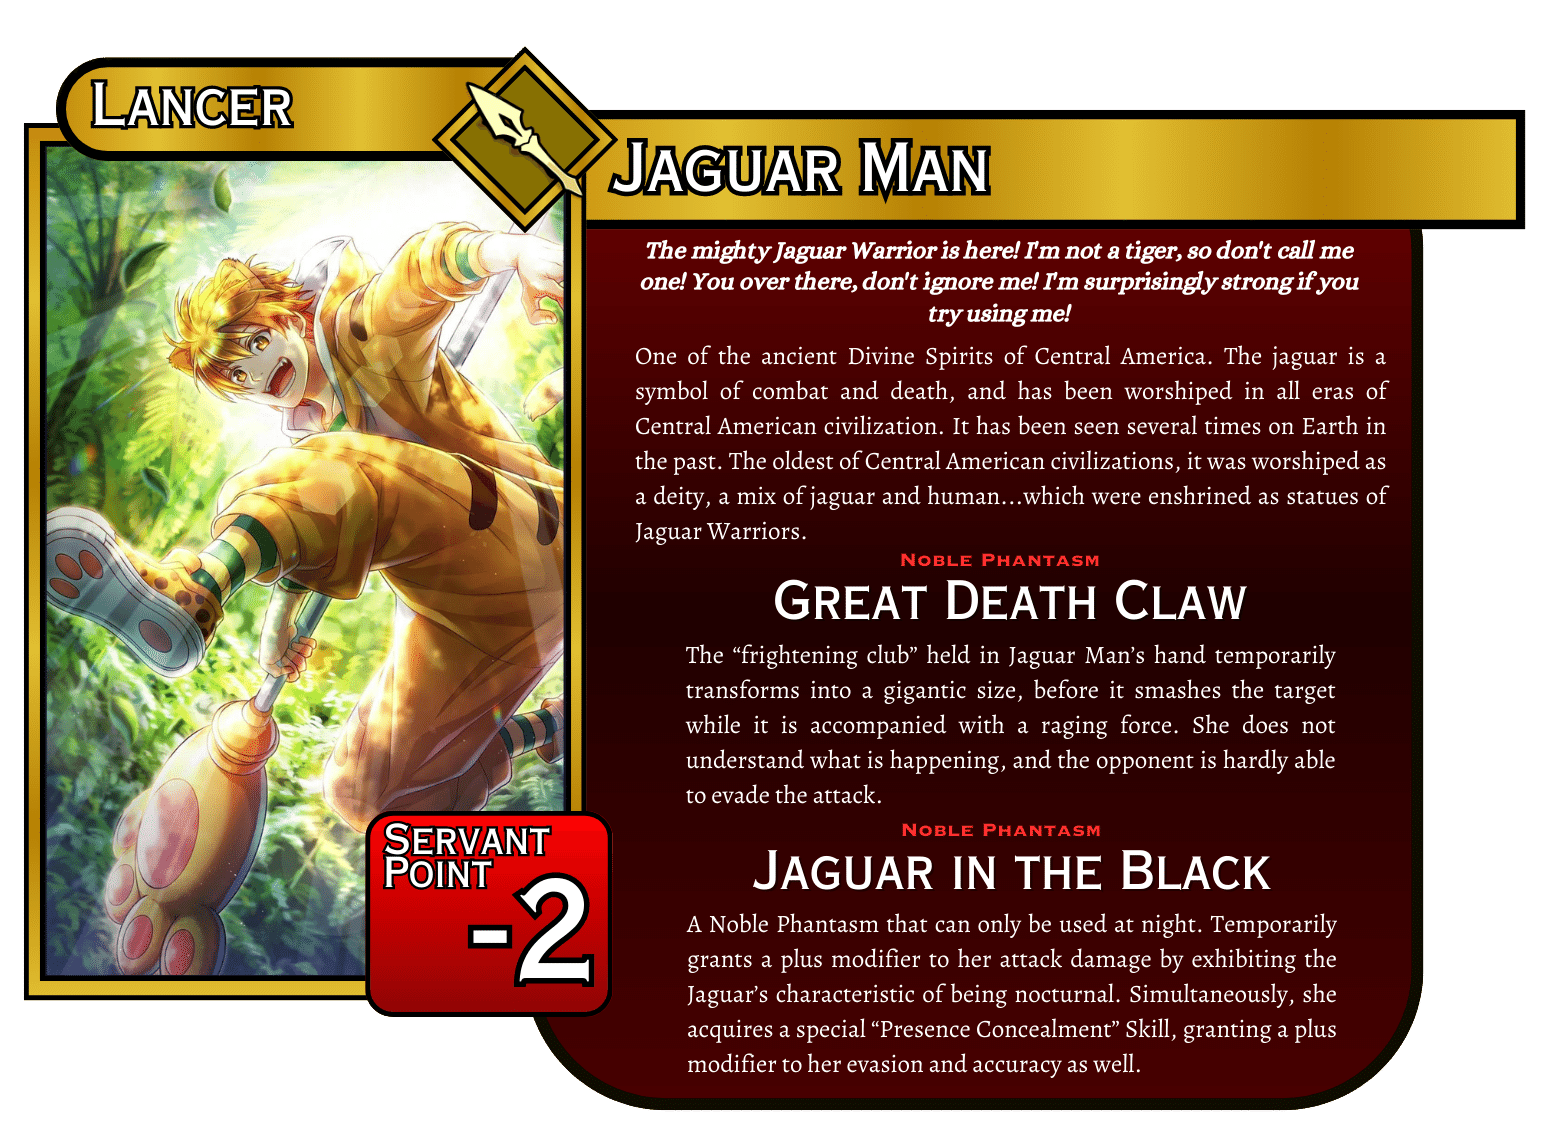 Lancer
Jaguar Man
The mighty Jaguar Warrior is here! I'm not a tiger, so don't call me
one! You over there, don't ignore me! I'm surprisingly strong if you
try using me!
One of the ancient Divine Spirits of Central America. The jaguar is a
symbol of combat and death, and has been worshiped in all eras of
Central American civilization. It has been seen several times on Earth in
the past. The oldest of Central American civilizations, it was worshiped as
a deity, a mix of jaguar and human...which were enshrined as statues of
Jaguar Warriors.
Noble Phantasm
Great Death Claw
The “frightening club” held in Jaguar Man’s hand temporarily
transforms into a gigantic size, before it smashes the target
while it is accompanied with a raging force. She does not
understand what is happening, and the opponent is hardly able
to evade the attack.
Noble Phantasm
Jaguar in the Black
A Noble Phantasm that can only be used at night. Temporarily
grants a plus modifier to her attack damage by exhibiting the
Jaguar’s characteristic of being nocturnal. Simultaneously, she
acquires a special “Presence Concealment” Skill, granting a plus
modifier to her evasion and accuracy as well.
Servant
Point
-2